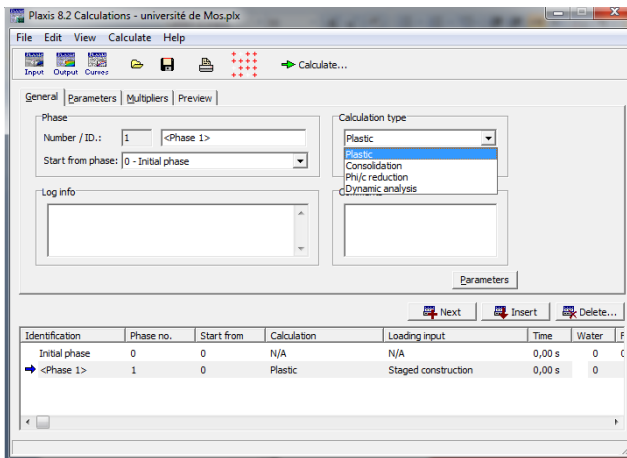 Plaxis 8.2 Calculations - université de Mos.plx
File Edit View Calculate Help
Input Output Curves Calculate...
General Parameters Multipliers Preview
Phase
Number / ID.: 1 <Phase 1>
Start from phase: 0 - Initial phase
Calculation type
Plastic
Plastic
Consolidation
Phi/c reduction
Dynamic analysis
Log info
Comments
Parameters
Next Insert Delete...
Identification Phase no. Start from Calculation Loading input Time Water F
Initial phase 0 0 N/A N/A 0,00 s 0 0
<Phase 1> 1 0 Plastic Staged construction 0,00 s 0